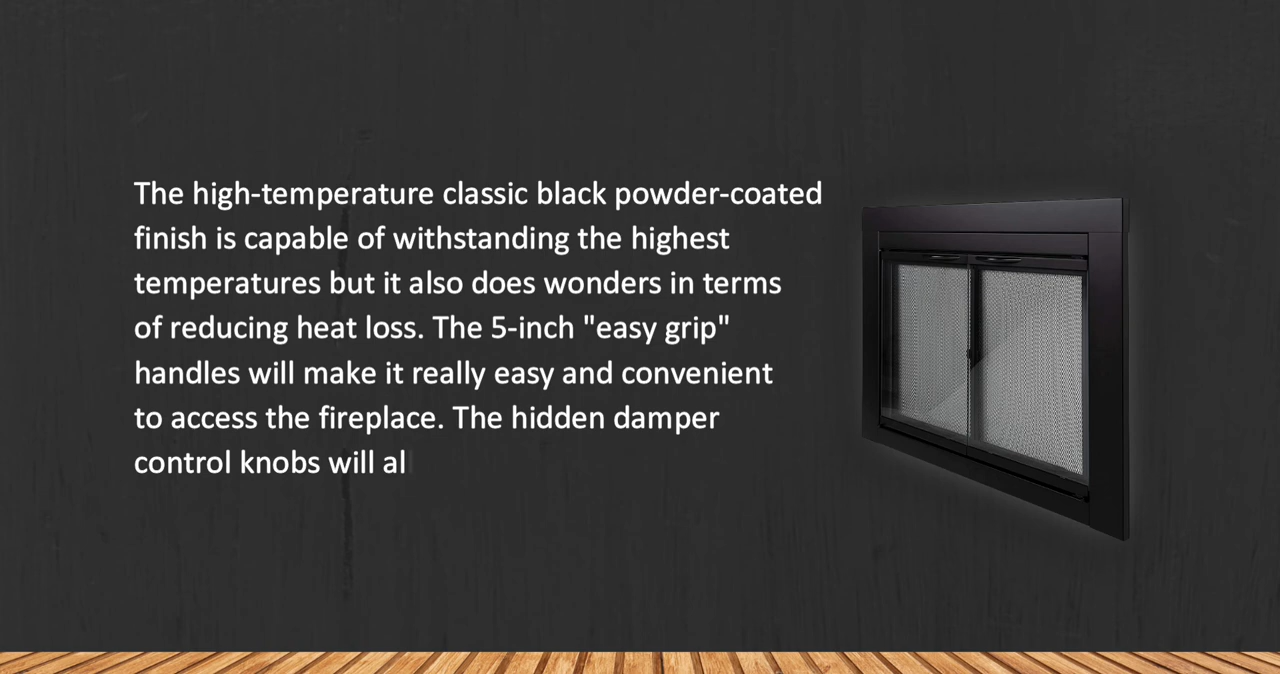 The high-temperature classic black powder-coated
finish is capable of withstanding the highest
temperatures but it also does wonders in terms
of reducing heat loss. The 5-inch "easy grip"
handles will make it really easy and convenient
to access the fireplace. The hidden damper
control knobs will al